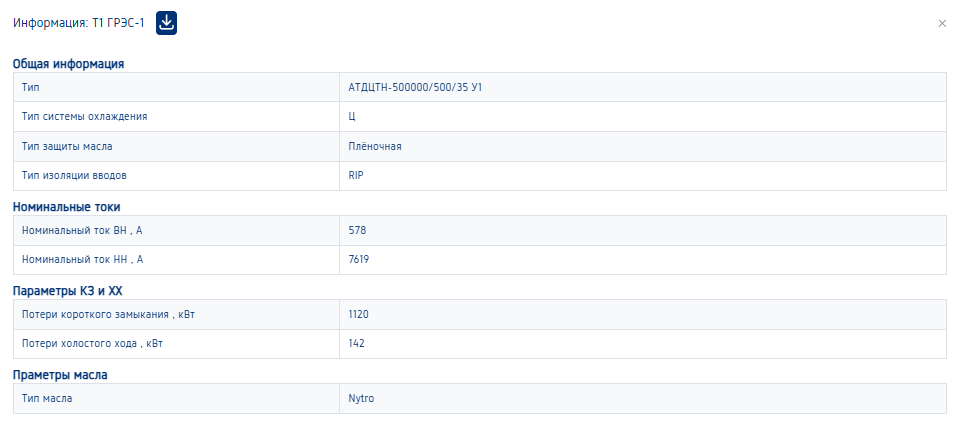 Информация: Т1 ГРЭС-1
Общая информация
Тип АТДЦТН-500000/500/35 У1
Тип системы охлаждения Ц
Тип защиты масла Плёночная
Тип изоляции вводов RIP
Номинальные токи
Номинальный ток ВН , А 578
Номинальный ток НН , А 7619
Параметры КЗ и ХХ
Потери короткого замыкания , кВт 1120
Потери холостого хода , кВт 142
Праметры масла
Тип масла Nytro